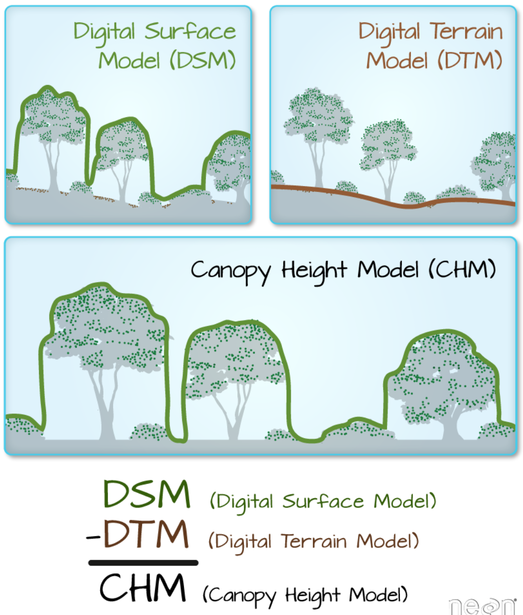 Digital Surface
Model (DSM)
Digital Terrain
Model (DTM)
Canopy Height Model (CHM)
DSM (Digital Surface Model)
-DTM (Digital Terrain Model)
CHM (Canopy Height Model)
neon